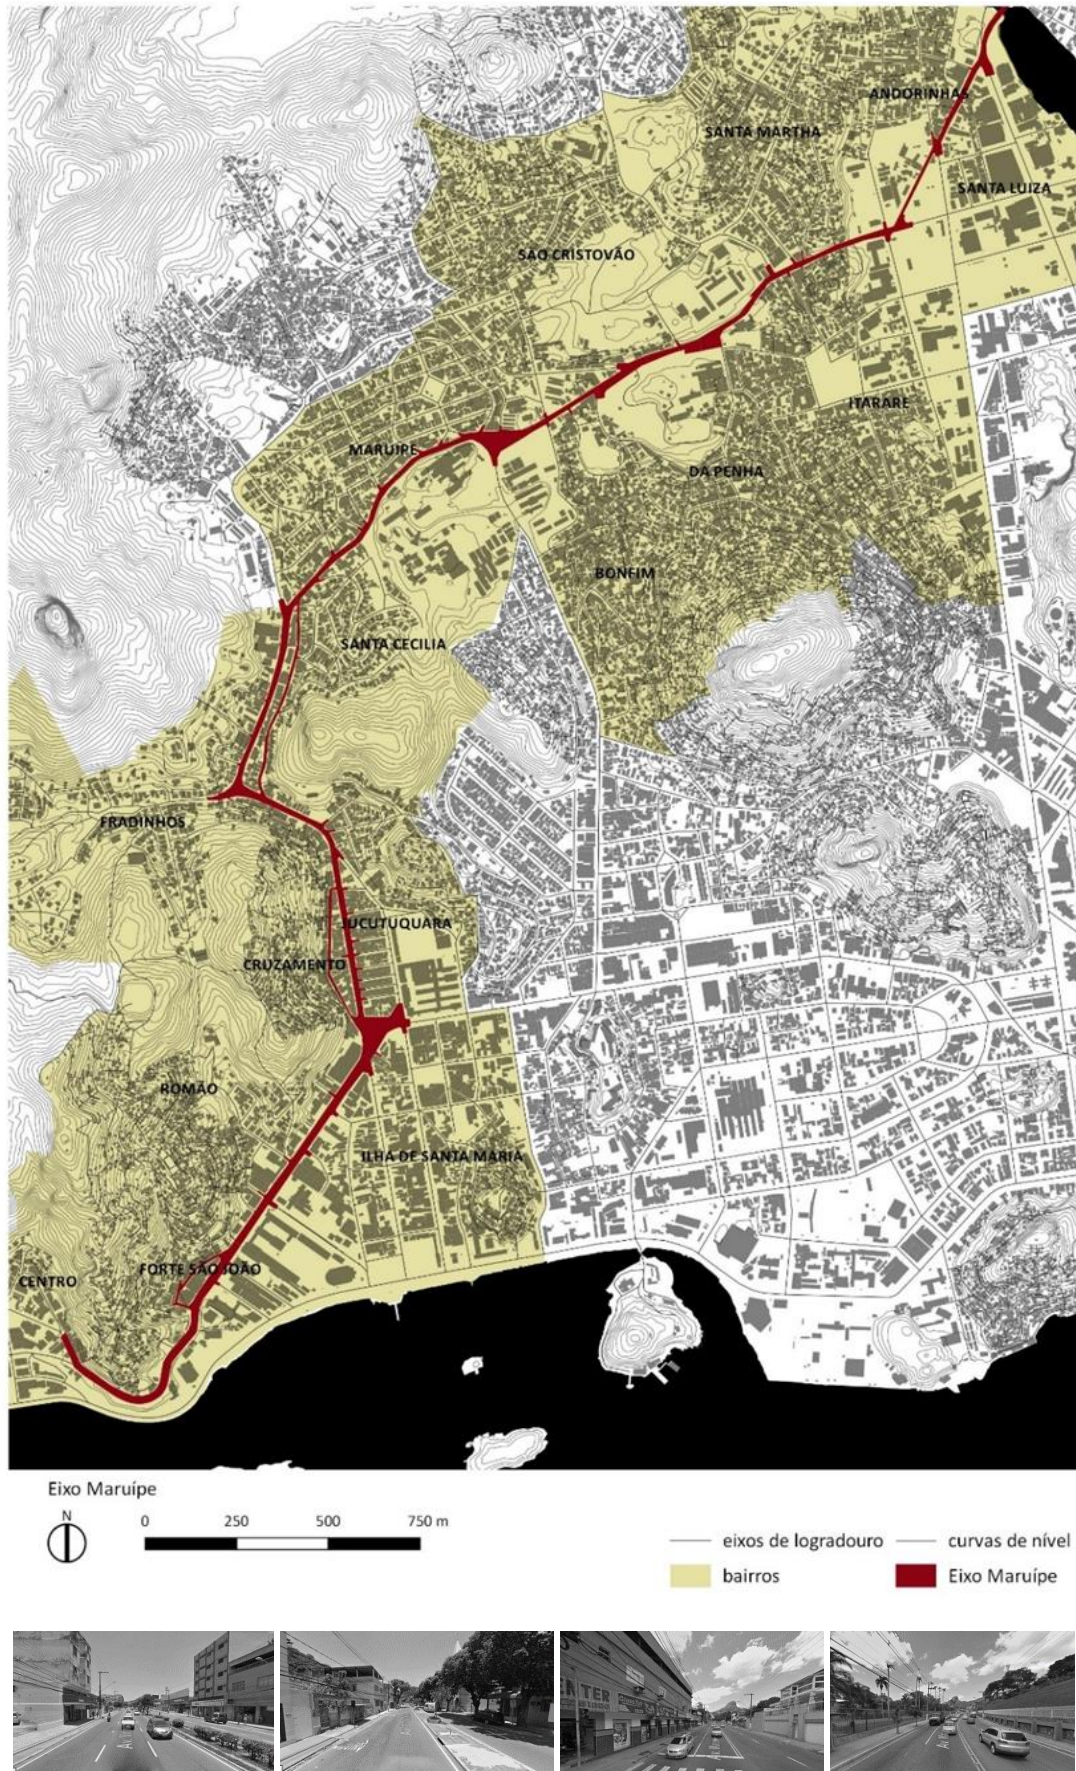 ANDORINHAS
SANTA MARTHA
SANTA LUIZA
SÃO CRISTOVÃO
ITARARE
MARUIPE
DA PENHA
BONFIM
SANTA CECILIA
FRADINHOS
JUCUTUQUARA
CRUZAMENTO
ROMÃO
ILHA DE SANTA MARIA
FORTE SÃO JOÃO
CENTRO
Eixo Maruípe
N
0 250 500 750 m
eixos de logradouro
curvas de nível
bairros
Eixo Maruípe